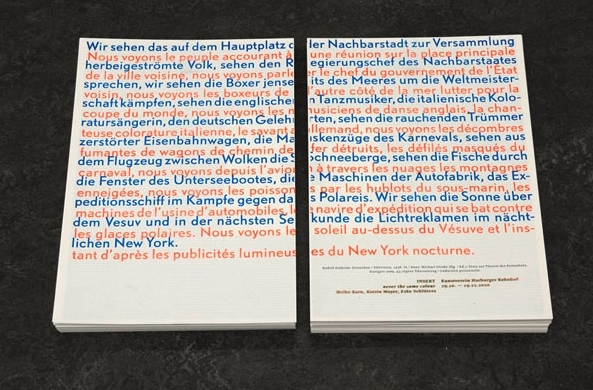 Wir sehen das auf dem Hauptplatz der Nachbarstadt zur Versammlung
Nous voyons le peuple accourant à une réunion sur la place principale
herbeigeströmte Volk, sehen den Regierungschef des Nachbarstaates
de la ville voisine, nous voyons parler le chef du gouvernement de l'État
sprechen, wir sehen die Boxer jenseits des Meeres um die Weltmeister-
voisin, nous voyons les boxeurs de l'autre côté de la mer lutter pour la
schaft kämpfen, sehen die englischen Tanzmusiker, die italienische Kolo-
coupe du monde, nous voyons les musiciens de danse anglais, la chan-
ratursängerin, den deutschen Gelehrten, sehen die rauchenden Trümmer
teuse colorature italienne, le savant allemand, nous voyons les décombres
zerstörter Eisenbahnwagen, die Maskenzüge des Karnevals, sehen aus
fumantes de wagons de chemin de fer détruits, les défilés masqués du
dem Flugzeug zwischen Wolken die Schneeberge, sehen die Fische durch
carnaval, nous voyons depuis l'avion à travers les nuages les montagnes
die Fenster des Unterseebootes, die Maschinen der Autofabrik, das Ex-
enneigées, nous voyons les poissons par les hublots du sous-marin, les
peditionsschiff im Kampfe gegen das Polareis. Wir sehen die Sonne über
machines de l'usine d'automobiles, le navire d'expédition qui se bat contre
dem Vesuv und in der nächsten Sekunde die Lichtreklamen im nächt-
les glaces polaires. Nous voyons le soleil au-dessus du Vésuve et l'ins-
lichen New York.
tant d'après les publicités lumineuses du New York nocturne.
INSERT Kunstverein Harburger Bahnhof
never the same colour